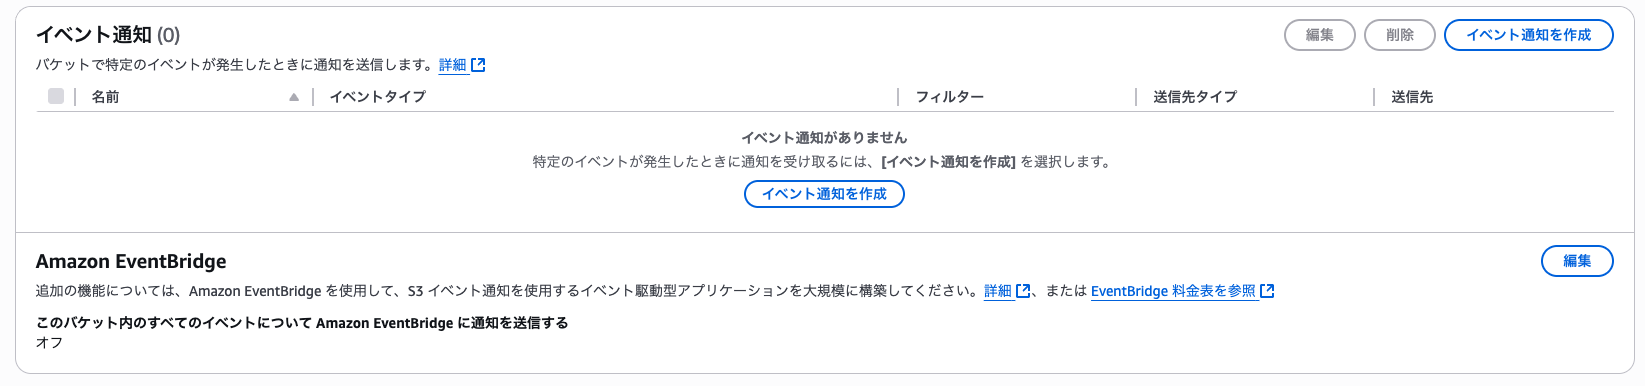 イベント通知 (0)
編集
削除
イベント通知を作成
バケットで特定のイベントが発生したときに通知を送信します。詳細
名前
イベントタイプ
フィルター
送信先タイプ
送信先
イベント通知がありません
特定のイベントが発生したときに通知を受け取るには、[イベント通知を作成] を選択します。
イベント通知を作成
Amazon EventBridge
編集
追加の機能については、Amazon EventBridge を使用して、S3 イベント通知を使用するイベント駆動型アプリケーションを大規模に構築してください。詳細、または EventBridge 料金表を参照
このバケット内のすべてのイベントについて Amazon EventBridge に通知を送信する
オフ